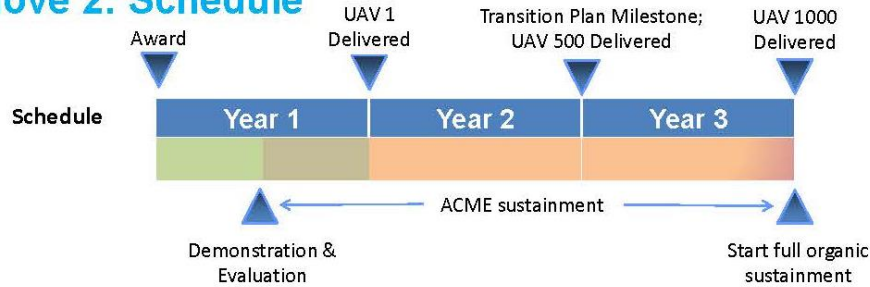 2: Schedule
Award
UAV 1
Delivered
Transition Plan Milestone;
UAV 500 Delivered
UAV 1000
Delivered
Schedule
Year 1
Year 2
Year 3
ACME sustainment
Demonstration &
Evaluation
Start full organic
sustainment